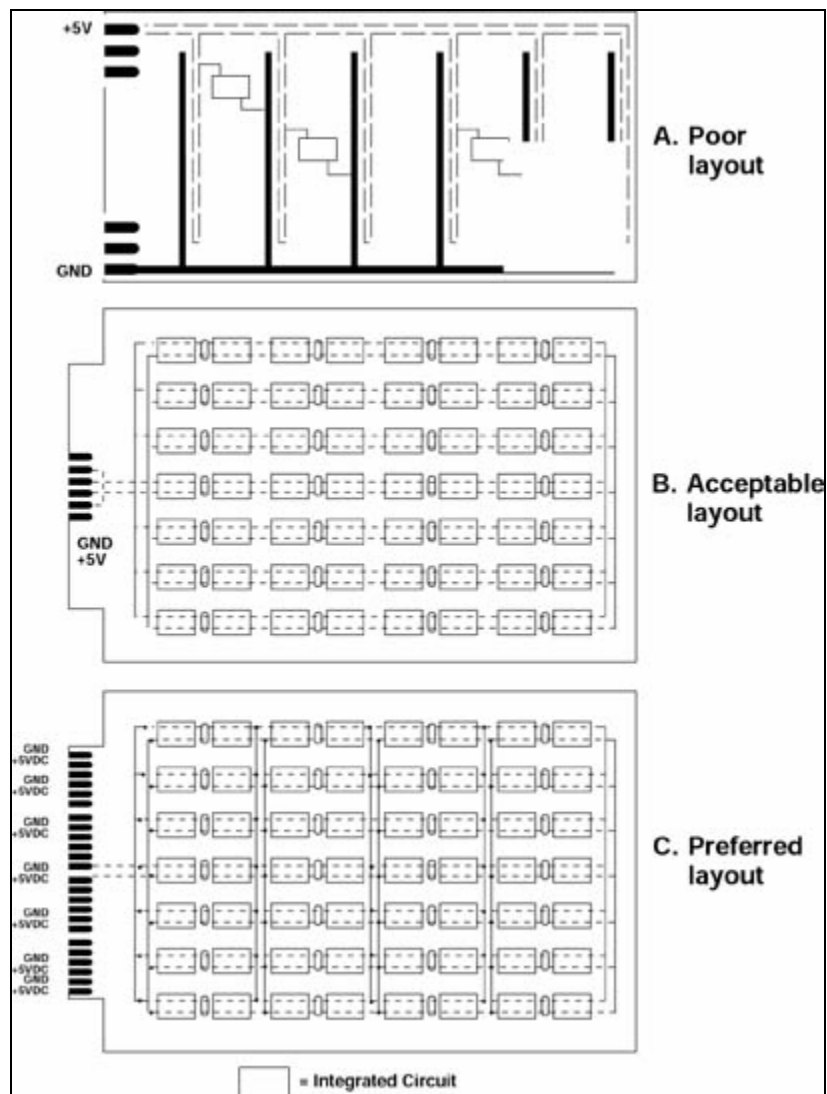 +5V
A. Poor
layout
GND
B. Acceptable
layout
GND
+5V
GND
+5VDC
GND
+5VDC
GND
+5VDC
GND
+5VDC
GND
+5VDC
GND
+5VDC
GND
+5VDC
C. Preferred
layout
= Integrated Circuit